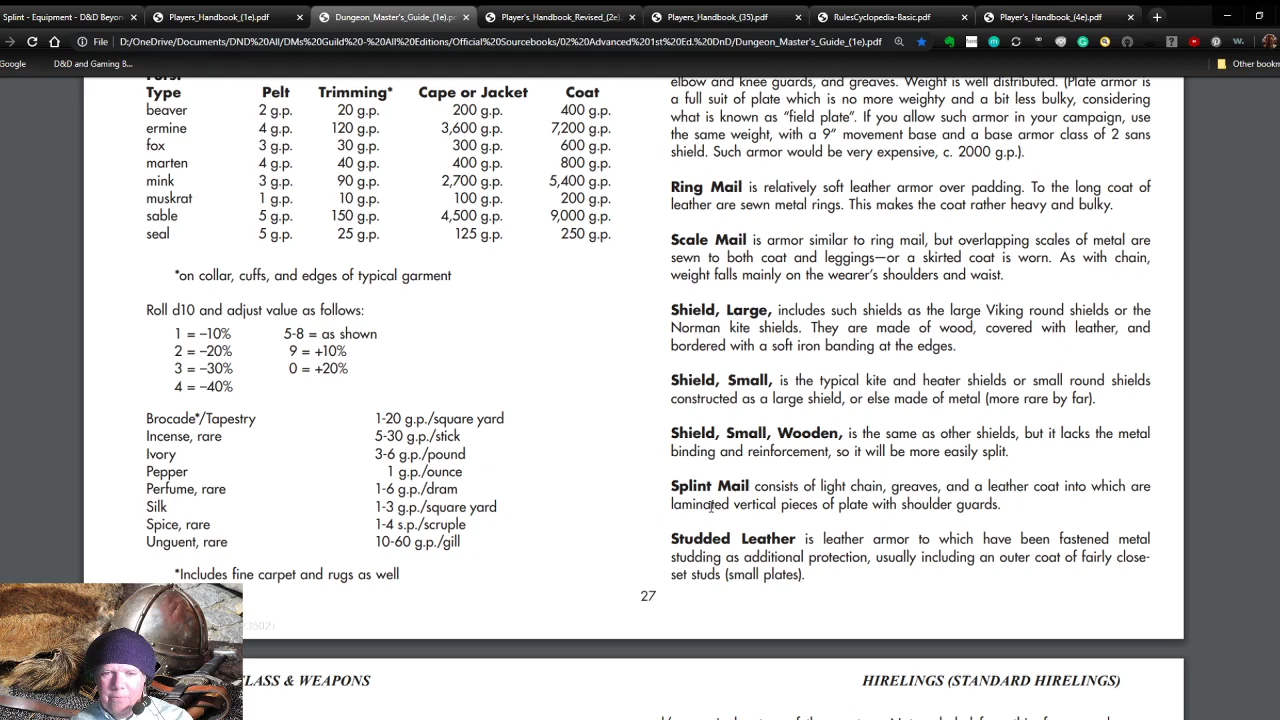 Splint - Equipment - D&D Beyon
Players_Handbook_(1e).pdf
Dungeon_Master's_Guide_(1e).pd
Player's_Handbook_Revised_(2e)
Players_Handbook_(35).pdf
RulesCyclopedia-Basic.pdf
Player's_Handbook_(4e).pdf
File
D:/OneDrive/Documents/DND%20All/DMs%20Guild%20-%20All%20Editions/Official%20Sourcebooks/02%20Advanced%201st%20Ed.%20DnD/Dungeon_Master's_Guide_(1e).pdf
Google
D&D and Gaming B...
Other bookm
Type Pelt Trimming* Cape or Jacket Coat
beaver 2 g.p. 20 g.p. 200 g.p. 400 g.p.
ermine 4 g.p. 120 g.p. 3,600 g.p. 7,200 g.p.
fox 3 g.p. 30 g.p. 300 g.p. 600 g.p.
marten 4 g.p. 40 g.p. 400 g.p. 800 g.p.
mink 3 g.p. 90 g.p. 2,700 g.p. 5,400 g.p.
muskrat 1 g.p. 10 g.p. 100 g.p. 200 g.p.
sable 5 g.p. 150 g.p. 4,500 g.p. 9,000 g.p.
seal 5 g.p. 25 g.p. 125 g.p. 250 g.p.
*on collar, cuffs, and edges of typical garment
Roll d10 and adjust value as follows:
1 = –10% 5-8 = as shown
2 = –20% 9 = +10%
3 = –30% 0 = +20%
4 = –40%
Brocade*/Tapestry 1-20 g.p./square yard
Incense, rare 5-30 g.p./stick
Ivory 3-6 g.p./pound
Pepper 1 g.p./ounce
Perfume, rare 1-6 g.p./dram
Silk 1-3 g.p./square yard
Spice, rare 1-4 s.p./scruple
Unguent, rare 10-60 g.p./gill
*Includes fine carpet and rugs as well
elbow and knee guards, and greaves. Weight is well distributed. (Plate armor is
a full suit of plate which is no more weighty and a bit less bulky, considering
what is known as “field plate”. If you allow such armor in your campaign, use
the same weight, with a 9” movement base and a base armor class of 2 sans
shield. Such armor would be very expensive, c. 2000 g.p.).
Ring Mail is relatively soft leather armor over padding. To the long coat of
leather are sewn metal rings. This makes the coat rather heavy and bulky.
Scale Mail is armor similar to ring mail, but overlapping scales of metal are
sewn to both coat and leggings—or a skirted coat is worn. As with chain,
weight falls mainly on the wearer’s shoulders and waist.
Shield, Large, includes such shields as the large Viking round shields or the
Norman kite shields. They are made of wood, covered with leather, and
bordered with a soft iron banding at the edges.
Shield, Small, is the typical kite and heater shields or small round shields
constructed as a large shield, or else made of metal (more rare by far).
Shield, Small, Wooden, is the same as other shields, but it lacks the metal
binding and reinforcement, so it will be more easily split.
Splint Mail consists of light chain, greaves, and a leather coat into which are
laminated vertical pieces of plate with shoulder guards.
Studded Leather is leather armor to which have been fastened metal
studding as additional protection, usually including an outer coat of fairly close-
set studs (small plates).
27
LASS & WEAPONS
HIRELINGS (STANDARD HIRELINGS)